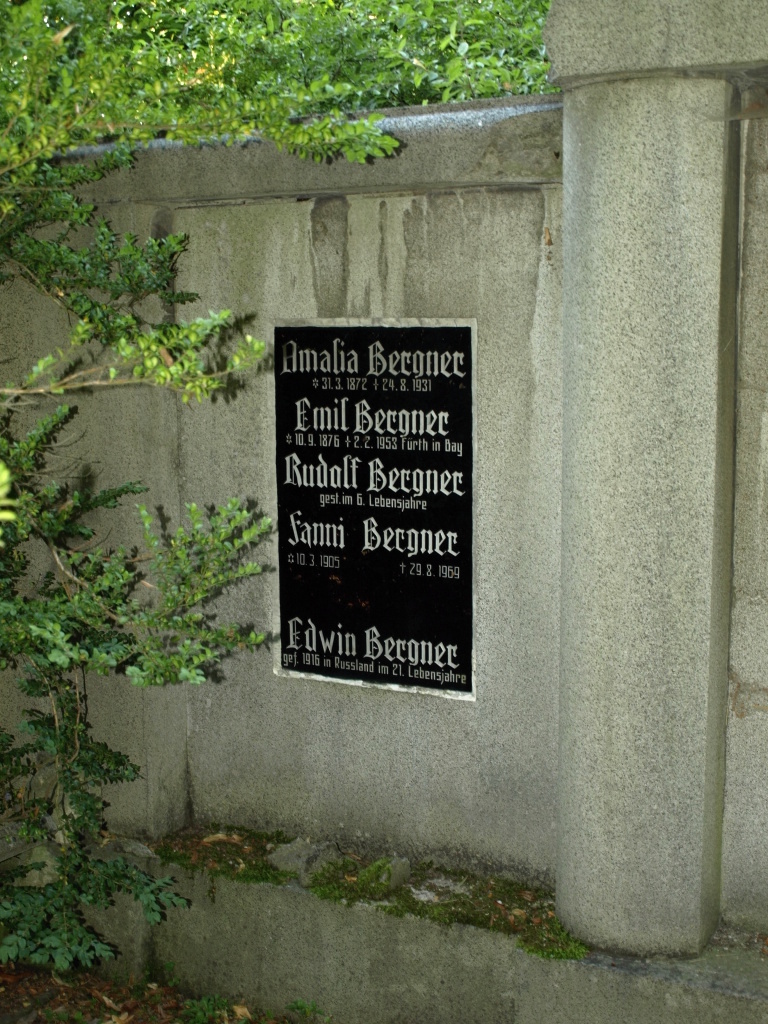 Amalia Bergner
✡ 31.3.1872 ‡ 24.8.1931
Emil Bergner
✡ 10.9.1876 ‡ 2.2.1953 Fürth in Bay
Rudolf Bergner
gest. im 6. Lebensjahre
Fanni Bergner
✡ 10.3.1905 † 29.8.1969
Edwin Bergner
gef. 1916 in Russland im 21. Lebensjahre